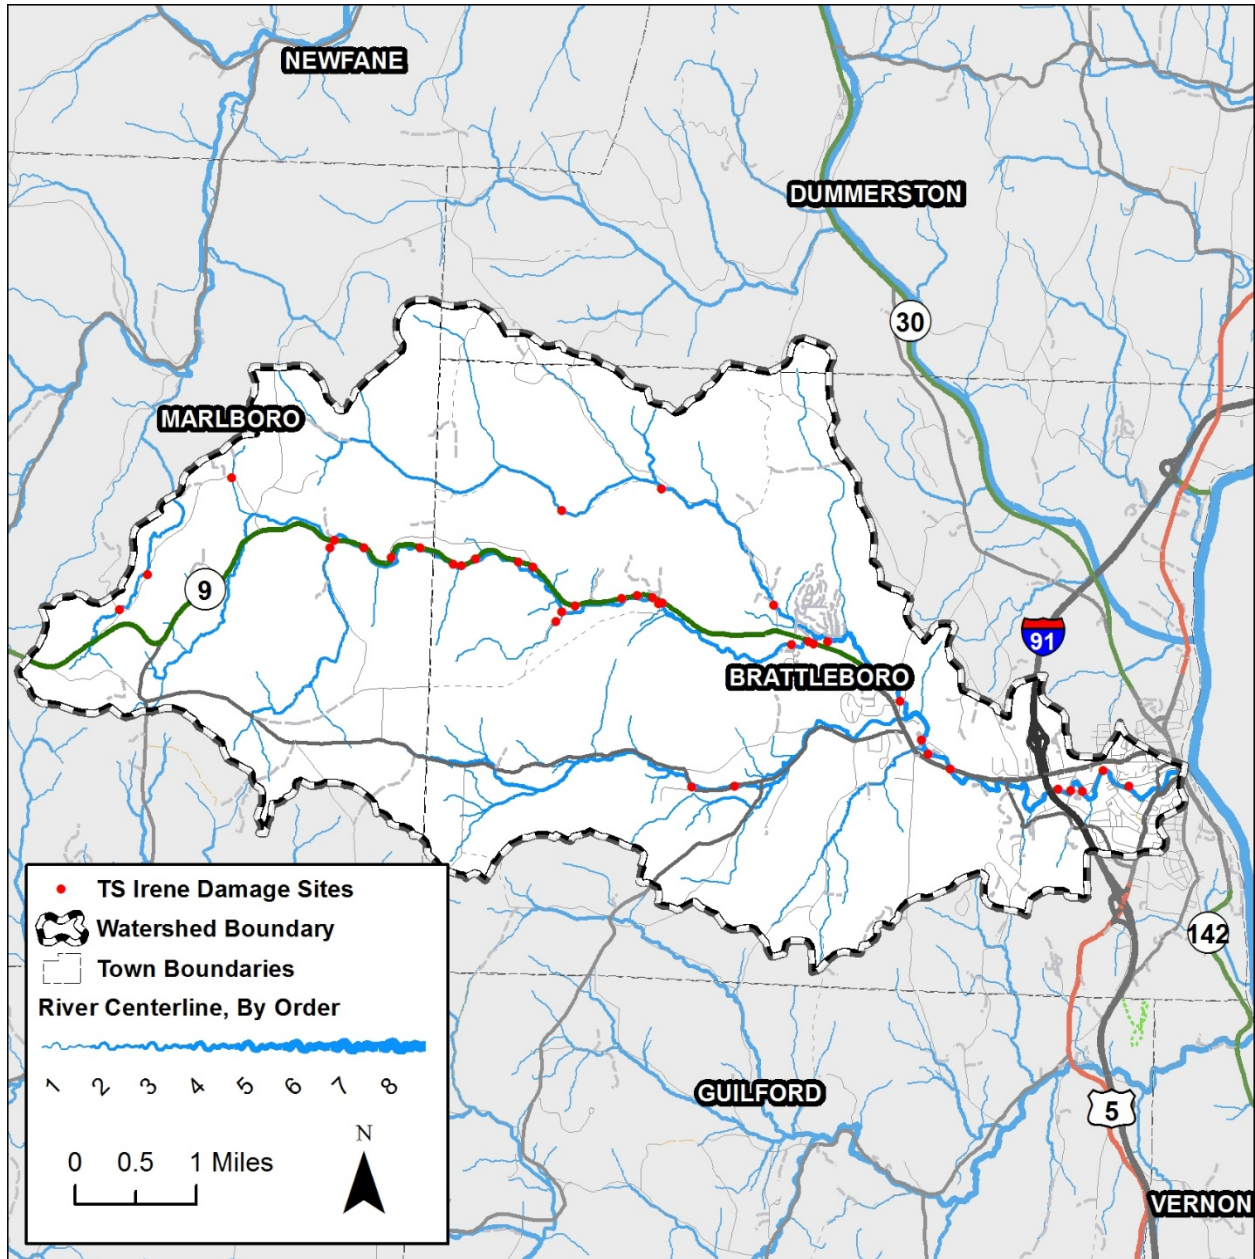 NEWFANE
DUMMERSTON
30
MARLBORO
9
91
BRATTLEBORO
142
GUILFORD
5
VERNON
TS Irene Damage Sites
Watershed Boundary
Town Boundaries
River Centerline, By Order
1 2 3 4 5 6 7 8
N
0 0.5 1 Miles